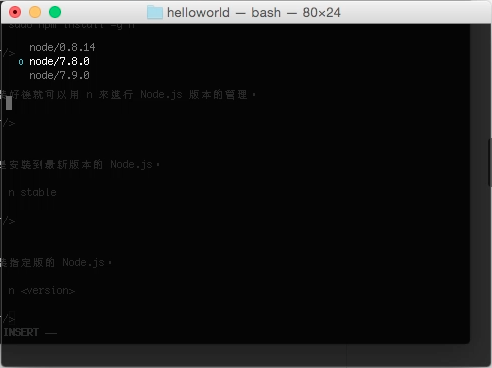 helloworld — bash — 80×24
sudo npm install -g n
/>
node/0.8.14
o node/7.8.0
node/7.9.0
好後就可以用 n 來進行 Node.js 版本的管理。
/>
安裝到最新版本的 Node.js。
n stable
/>
指定版的 Node.js。
n <version>
/>
INSERT --